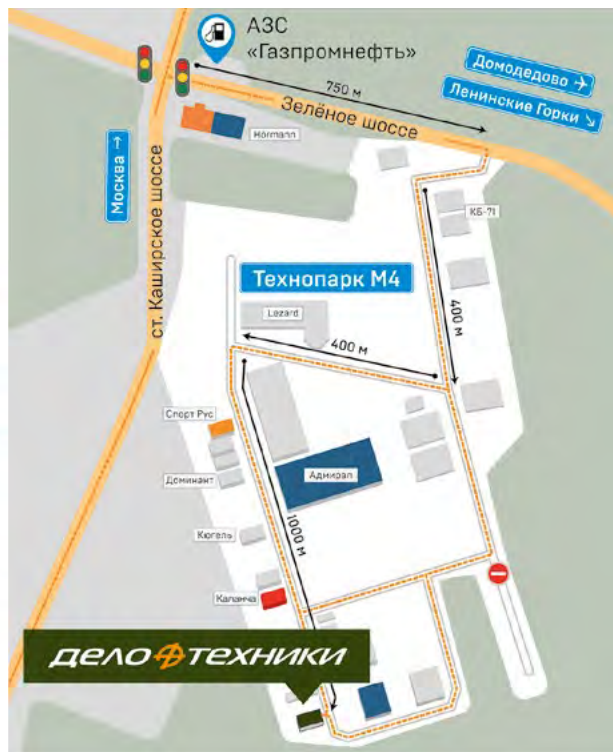 АЗС
«Газпромнефть»
Домодедово
Ленинские Горки
750 м
Зелёное шоссе
Hörmann
Москва
ст. Каширское шоссе
КБ-71
Технопарк М4
400 м
Lezard
400 м
Спорт Рус
Адмирал
Доминант
1000 м
Кюгель
Каланча
ДЕЛО ТЕХНИКИ